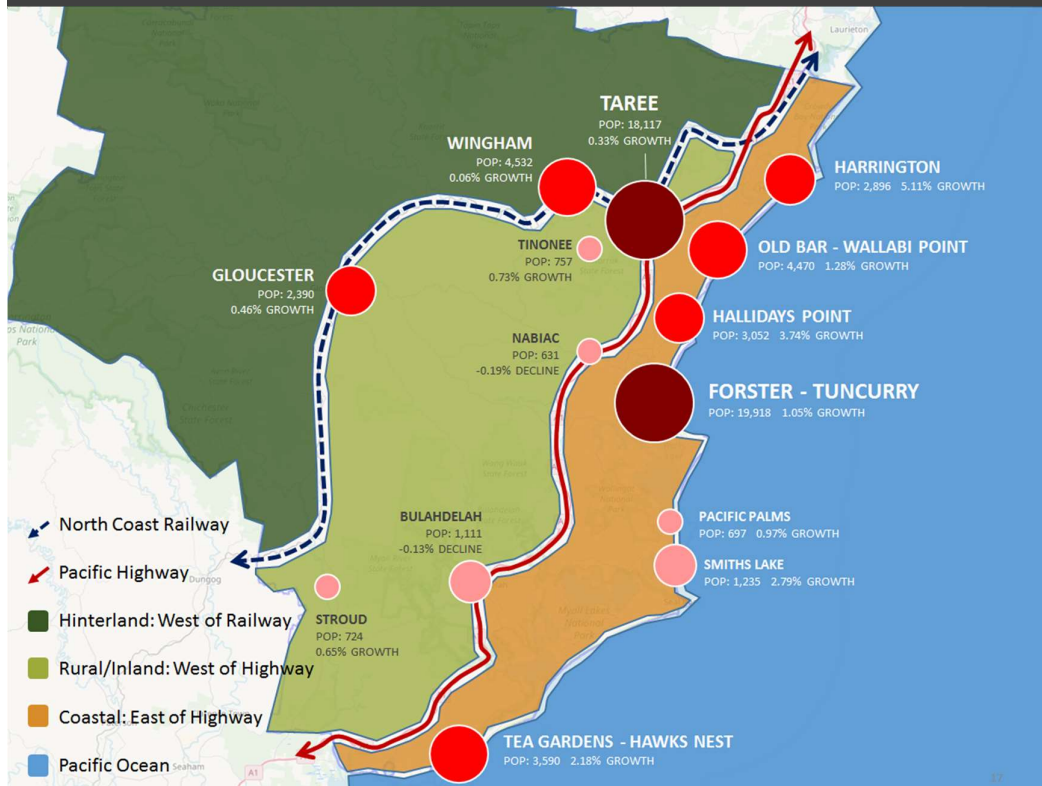 Laurieton
TAREE
POP: 18,117
0.33% GROWTH
WINGHAM
POP: 4,532
0.06% GROWTH
HARRINGTON
POP: 2,896 5.11% GROWTH
TINONEE
POP: 757
0.73% GROWTH
OLD BAR - WALLABI POINT
POP: 4,470 1.28% GROWTH
GLOUCESTER
POP: 2,390
0.46% GROWTH
HALLIDAYS POINT
POP: 3,052 3.74% GROWTH
NABIAC
POP: 631
-0.19% DECLINE
FORSTER - TUNCURRY
POP: 19,918 1.05% GROWTH
BULAHDELAH
POP: 1,111
-0.13% DECLINE
PACIFIC PALMS
POP: 697 0.97% GROWTH
SMITHS LAKE
POP: 1,235 2.79% GROWTH
STROUD
POP: 724
0.65% GROWTH
TEA GARDENS - HAWKS NEST
POP: 3,590 2.18% GROWTH
North Coast Railway
Pacific Highway
Dungog
Hinterland: West of Railway
Rural/Inland: West of Highway
Coastal: East of Highway
Pacific Ocean
Seaham
A1
Park